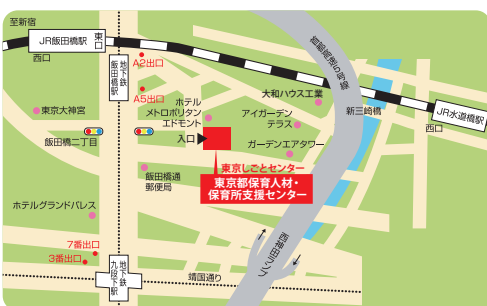 至新宿
JR飯田橋駅
東口
西口
地下鉄
飯田橋駅
A2出口
A5出口
首都高速5号線
大和ハウス工業
新三崎橋
JR水道橋駅
西口
東京大神宮
ホテル
メトロポリタン
エドモント
アイガーデン
テラス
飯田橋二丁目
入口
ガーデンエアタワー
東京しごとセンター
東京都保育人材・
保育所支援センター
飯田橋通
郵便局
ホテルグランドパレス
西神田ランプ
7番出口
3番出口
地下鉄
九段下駅
靖国通り